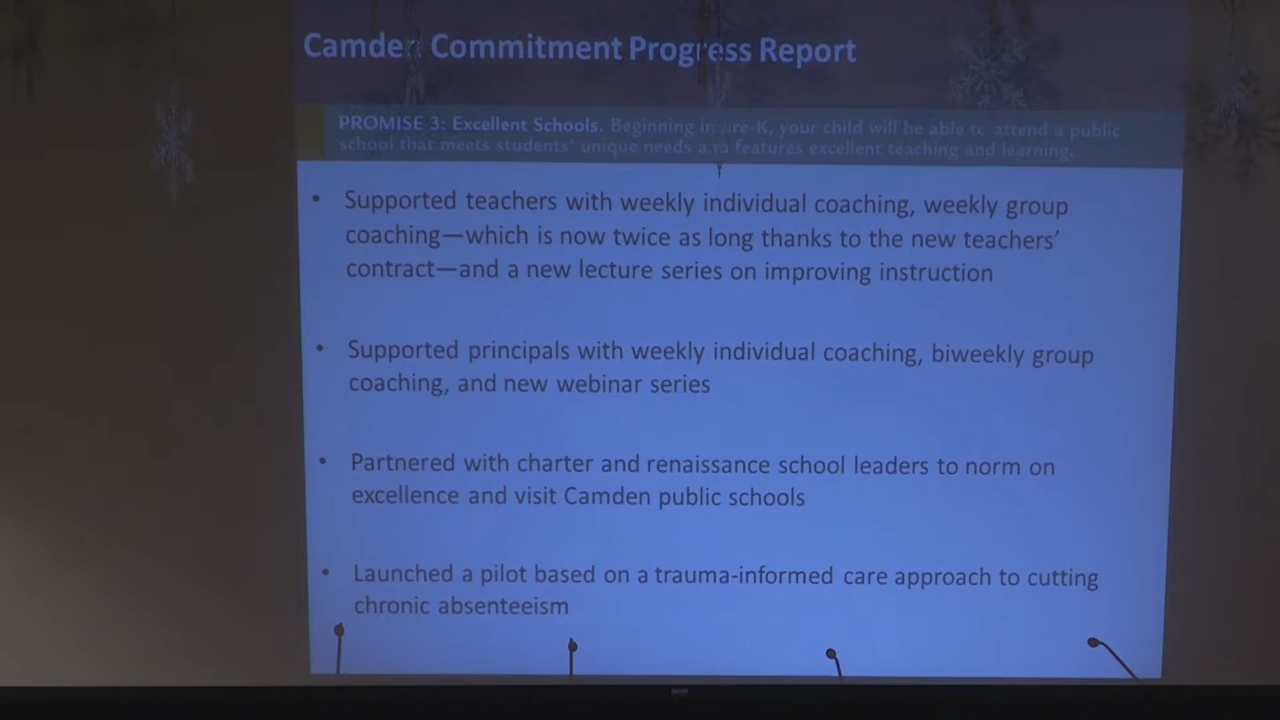 Camden Commitment Progress Report
PROMISE 3: Excellent Schools. Beginning in pre-K, your child will be able to attend a public
school that meets students' unique needs and features excellent teaching and learning.
• Supported teachers with weekly individual coaching, weekly group
coaching—which is now twice as long thanks to the new teachers'
contract—and a new lecture series on improving instruction
• Supported principals with weekly individual coaching, biweekly group
coaching, and new webinar series
• Partnered with charter and renaissance school leaders to norm on
excellence and visit Camden public schools
• Launched a pilot based on a trauma-informed care approach to cutting
chronic absenteeism